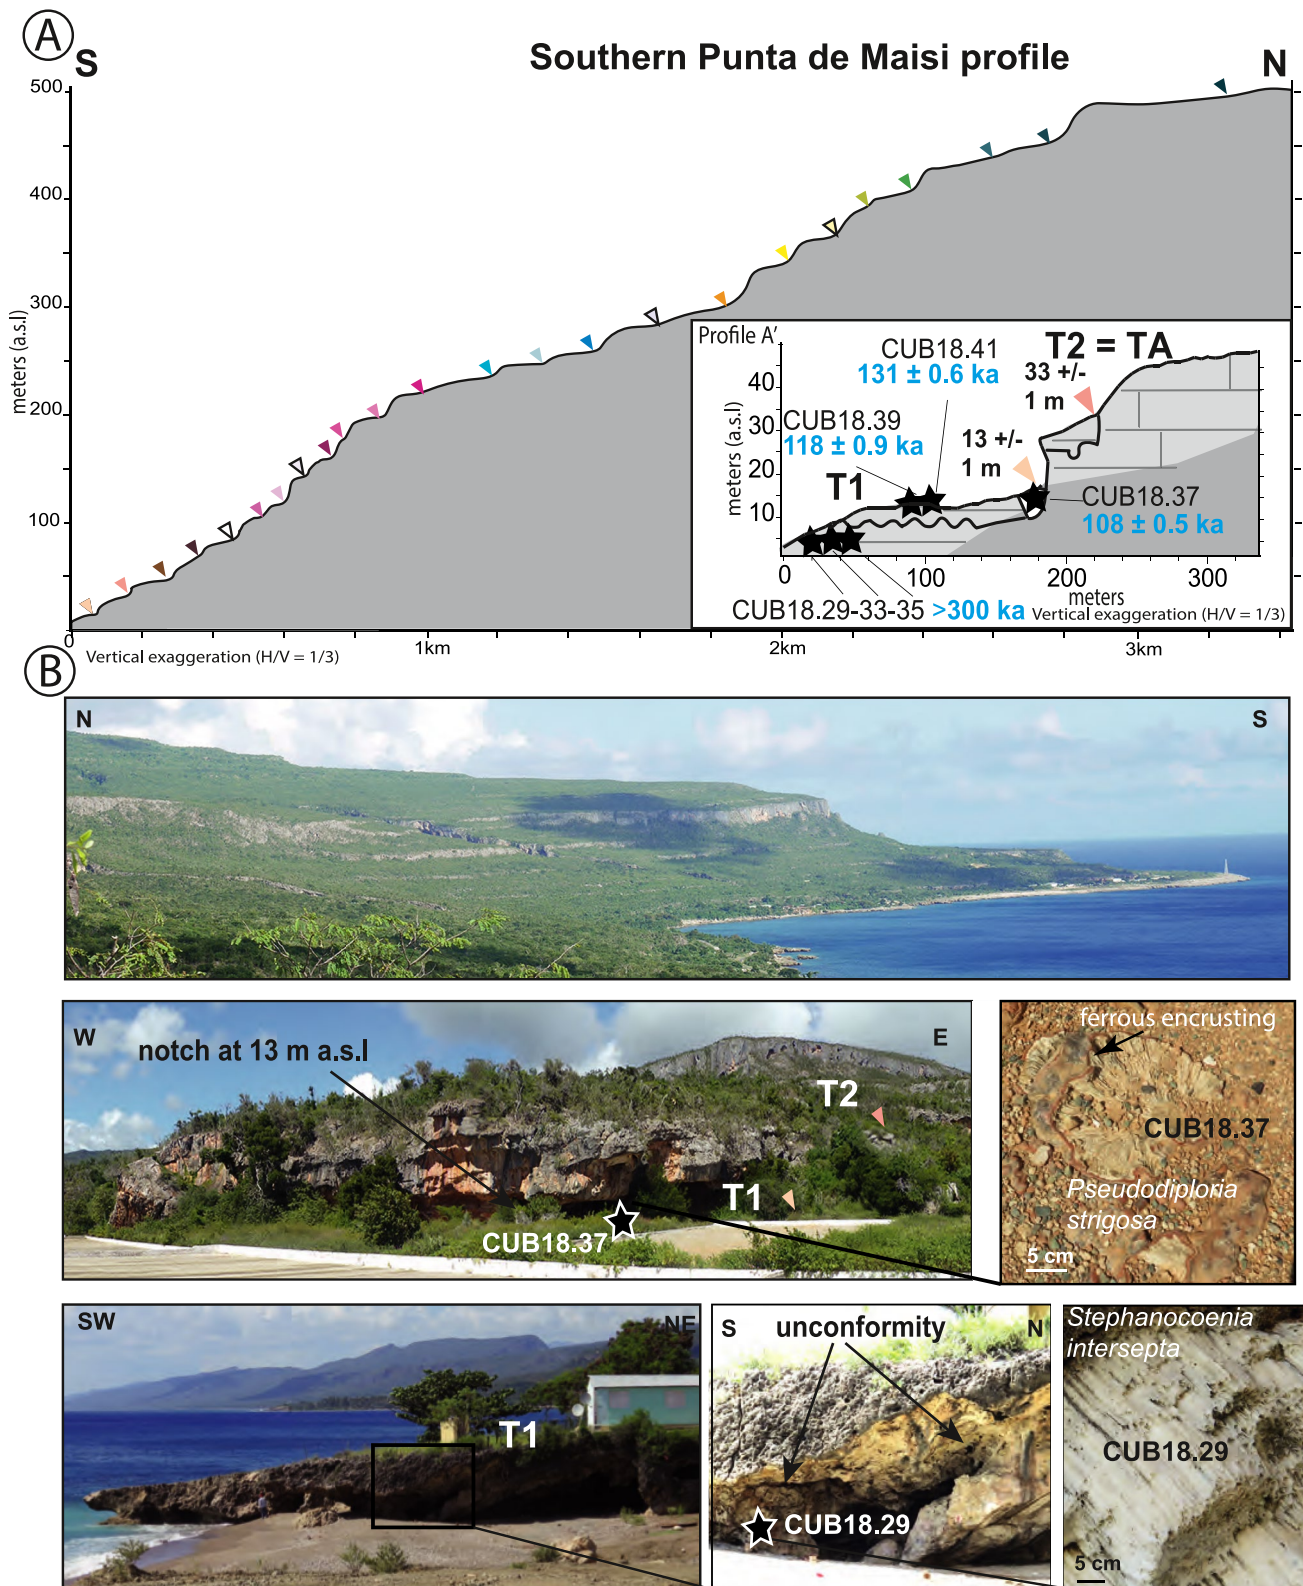 A
S
Southern Punta de Maisi profile
N
500
400
300
200
100
0
meters (a.s.l)
1km
2km
3km
Vertical exaggeration (H/V = 1/3)
Profile A'
CUB18.41
131 ± 0.6 ka
T2 = TA
33 +/-
1 m
CUB18.39
118 ± 0.9 ka
13 +/-
1 m
T1
CUB18.37
108 ± 0.5 ka
40
30
20
10
meters (a.s.l)
0
100
200
300
meters
CUB18.29-33-35 >300 ka
Vertical exaggeration (H/V = 1/3)
B
N
S
W
E
notch at 13 m a.s.l
T2
T1
CUB18.37
ferrous encrusting
CUB18.37
Pseudodiploria
strigosa
5 cm
SW
NE
T1
S
N
unconformity
CUB18.29
Stephanocoenia
intersepta
CUB18.29
5 cm